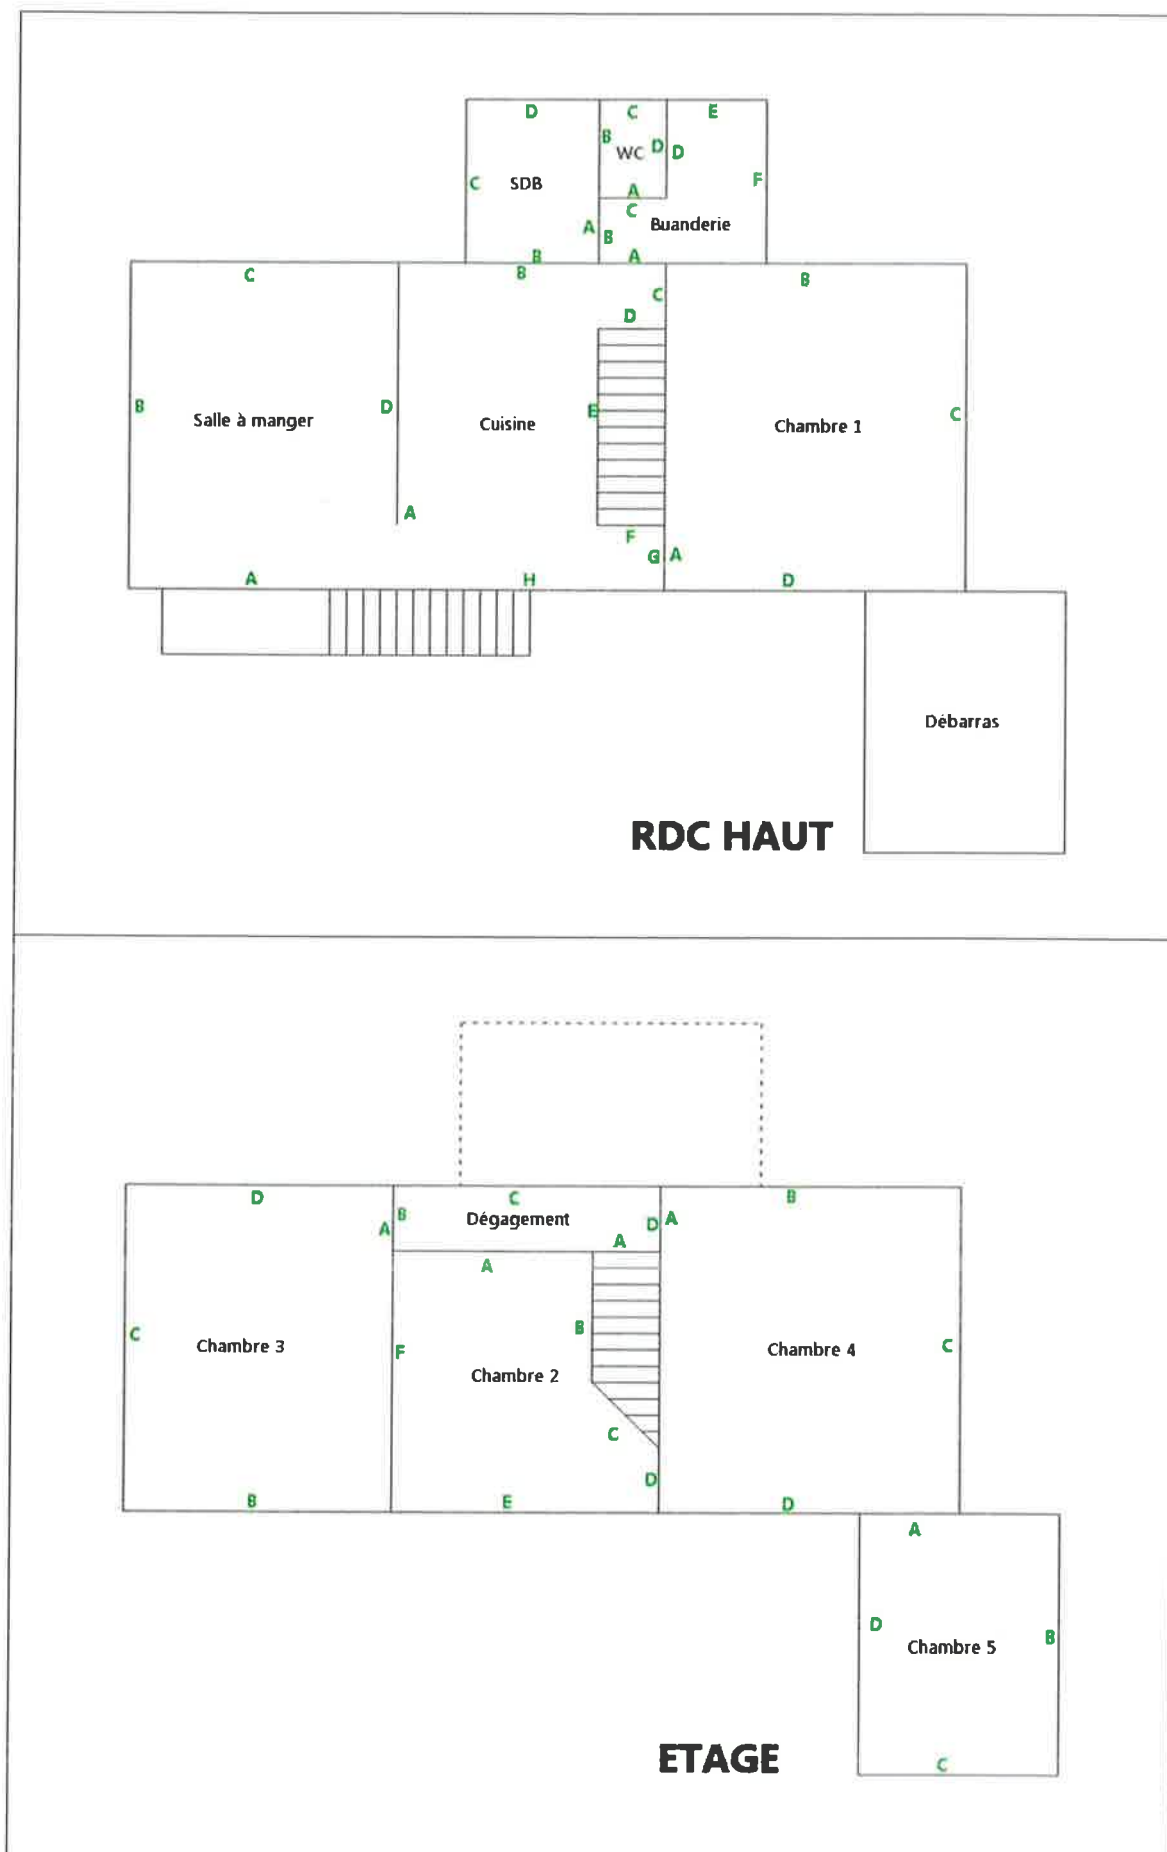 D C E
B
WC D D
C SDB F
A
C
A B Buanderie
B A
C B B
C
D
B D E C
Salle à manger Cuisine Chambre 1
A
F
G A
A H D
Débarras
RDC HAUT
D C B
B Dégagement D A
A A
A
C B C
Chambre 3 F Chambre 4
Chambre 2
C
D
B E D
A
D B
Chambre 5
ETAGE
C